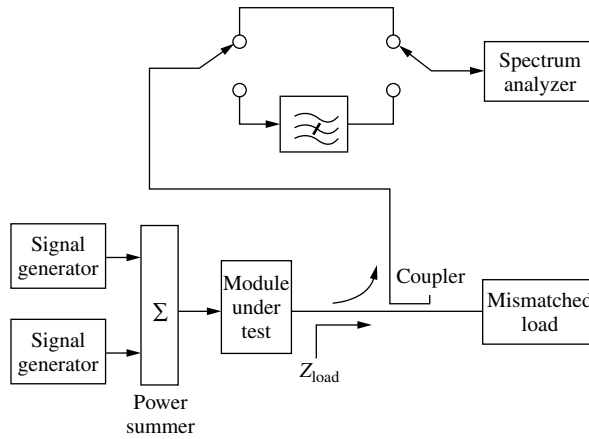 Spectrum
analyzer
Signal
generator
Signal
generator
Σ
Power
summer
Module
under
test
Z_load
Coupler
Mismatched
load